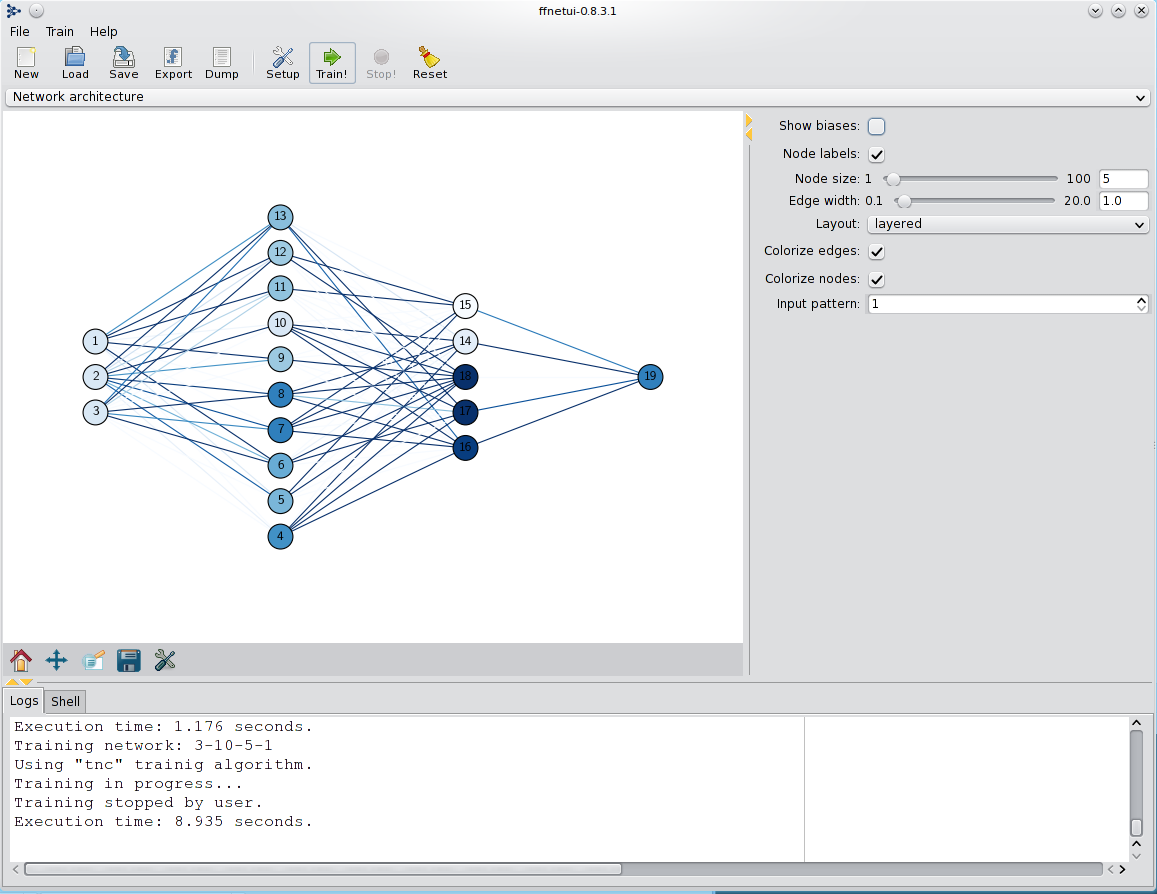 ffnetui-0.8.3.1
File Train Help
New Load Save Export Dump Setup Train! Stop! Reset
Network architecture
Show biases:
Node labels:
Node size: 1 100 5
Edge width: 0.1 20.0 1.0
Layout: layered
Colorize edges:
Colorize nodes:
Input pattern: 1
13
12
11
10
9
8
7
6
5
4
1
2
3
15
14
18
17
16
19
Logs Shell
Execution time: 1.176 seconds.
Training network: 3-10-5-1
Using "tnc" trainig algorithm.
Training in progress...
Training stopped by user.
Execution time: 8.935 seconds.